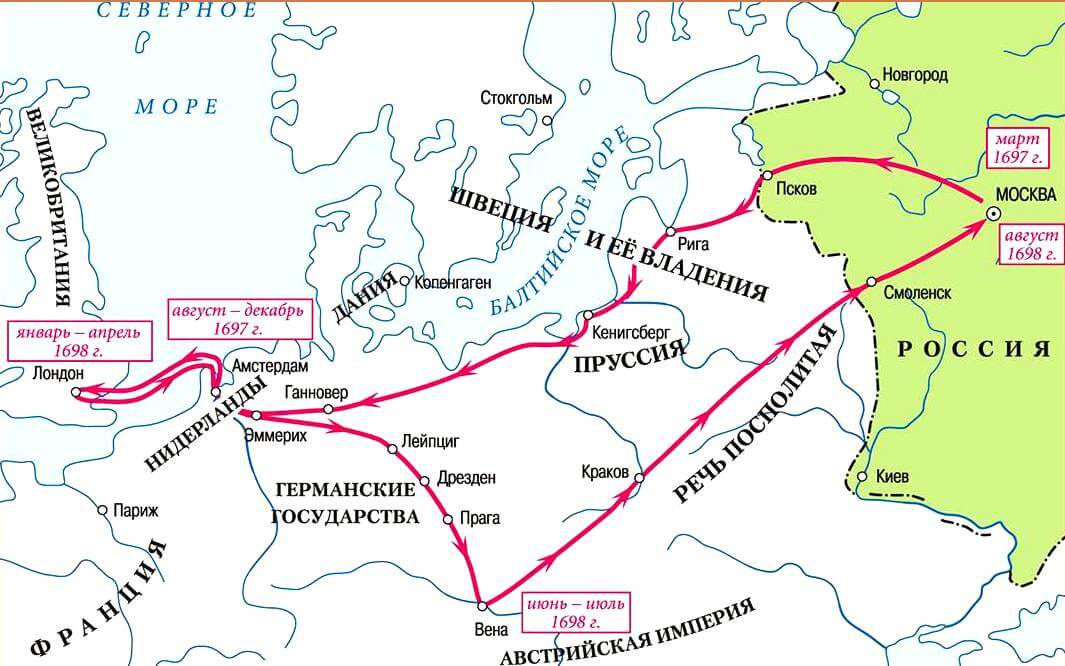 СЕВЕРНОЕ
МОРЕ
Новгород
Стокгольм
ВЕЛИКОБРИТАНИЯ
март
1697 г.
Псков
МОСКВА
ШВЕЦИЯ И ЕЁ ВЛАДЕНИЯ
БАЛТИЙСКОЕ МОРЕ
Рига
август
1698 г.
Копенгаген
ДАНИЯ
Смоленск
август – декабрь
1697 г.
январь – апрель
1698 г.
Кенигсберг
ПРУССИЯ
РОССИЯ
Лондон
Амстердам
Ганновер
НИДЕРЛАНДЫ
Эммерих
Лейпциг
РЕЧЬ ПОСПОЛИТАЯ
Дрезден
Краков
Киев
ГЕРМАНСКИЕ
ГОСУДАРСТВА
Париж
Прага
ФРАНЦИЯ
июнь – июль
1698 г.
Вена
АВСТРИЙСКАЯ ИМПЕРИЯ